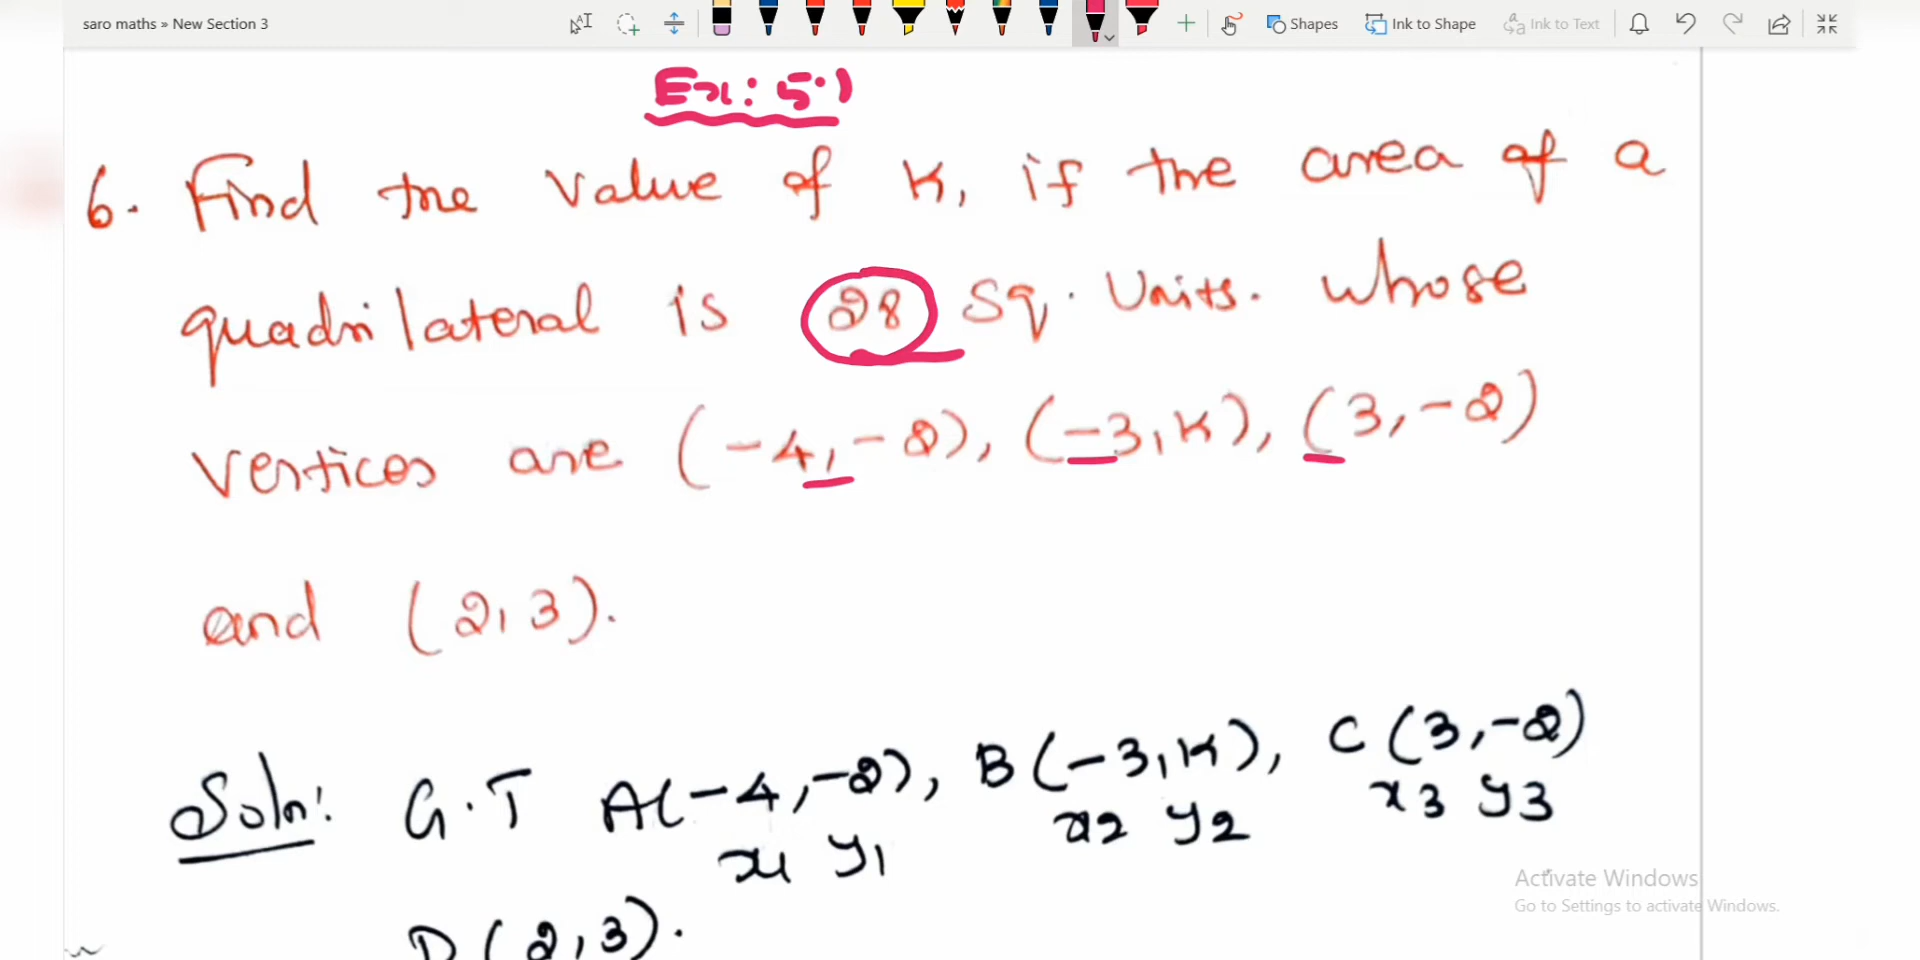 saro maths » New Section 3
Shapes
Ink to Shape
Ink to Text
Ex: 5.1
6. Find the value of K, if the area of a
quadrilateral is 28 Sq. Units. whose
vertices are (-4,-2), (-3,K), (3,-2)
and (2,3).
Soln: G.T A(-4,-2), B(-3,K), C(3,-2)
x1 y1 x2 y2 x3 y3
D(2,3).
Activate Windows
Go to Settings to activate Windows.